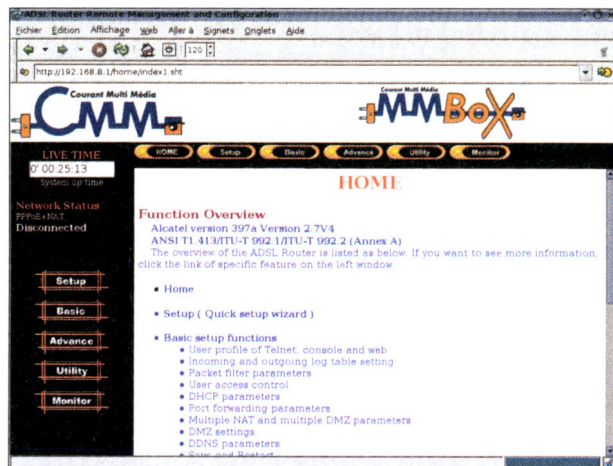 ADSL Router Remote Management and Configuration
Fichier Édition Affichage Web Aller à Signets Onglets Aide
120
http://192.168.8.1/home/index1.sht
Courant Multi Média
CMM
Courant Multi Média
MMBox
LIVE TIME
0' 00:25:13
System up time
HOME Setup Basic Advance Utility Monitor
Network Status
PPPoE+NAT
Disconnected
Setup
Basic
Advance
Utility
Monitor
HOME
Function Overview
Alcatel version 397a Version 2.7V4
ANSI T1.413/ITU-T 992.1/ITU-T 992.2 (Annex A)
The overview of the ADSL Router is listed as below. If you want to see more information,
click the link of specific feature on the left window.
Home
Setup ( Quick setup wizard )
Basic setup functions
User profile of Telnet, console and web
Incoming and outgoing log table setting
Packet filter parameters
User access control
DHCP parameters
Port forwarding parameters
Multiple NAT and multiple DMZ parameters
DMZ settings.
DDNS parameters
Save and Restart